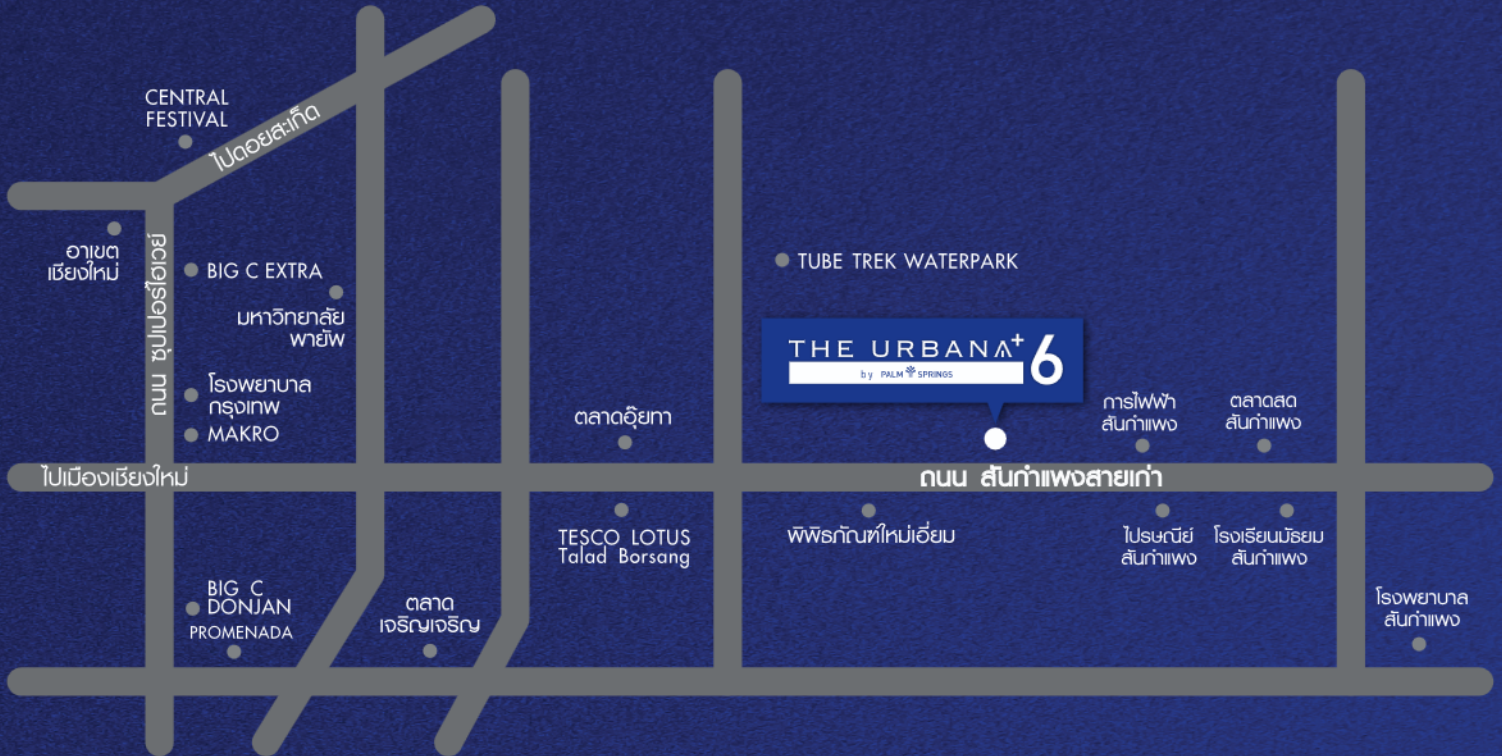 CENTRAL
FESTIVAL
ไปดอยสะเก็ด
อาเขต
เชียงใหม่
ถนน ซุปเปอร์ไฮเวย์
BIG C EXTRA
มหาวิทยาลัย
พายัพ
โรงพยาบาล
กรุงเทพ
MAKRO
TUBE TREK WATERPARK
THE URBANA+ 6
by PALM SPRINGS
ตลาดอุ๊ยทา
การไฟฟ้า
สันกำแพง
ตลาดสด
สันกำแพง
ไปเมืองเชียงใหม่
ถนน สันกำแพงสายเก่า
TESCO LOTUS
Talad Borsang
พิพิธภัณฑ์ใหม่เอี่ยม
ไปรษณีย์
สันกำแพง
โรงเรียนมัธยม
สันกำแพง
BIG C
DONJAN
PROMENADA
ตลาด
เจริญเจริญ
โรงพยาบาล
สันกำแพง